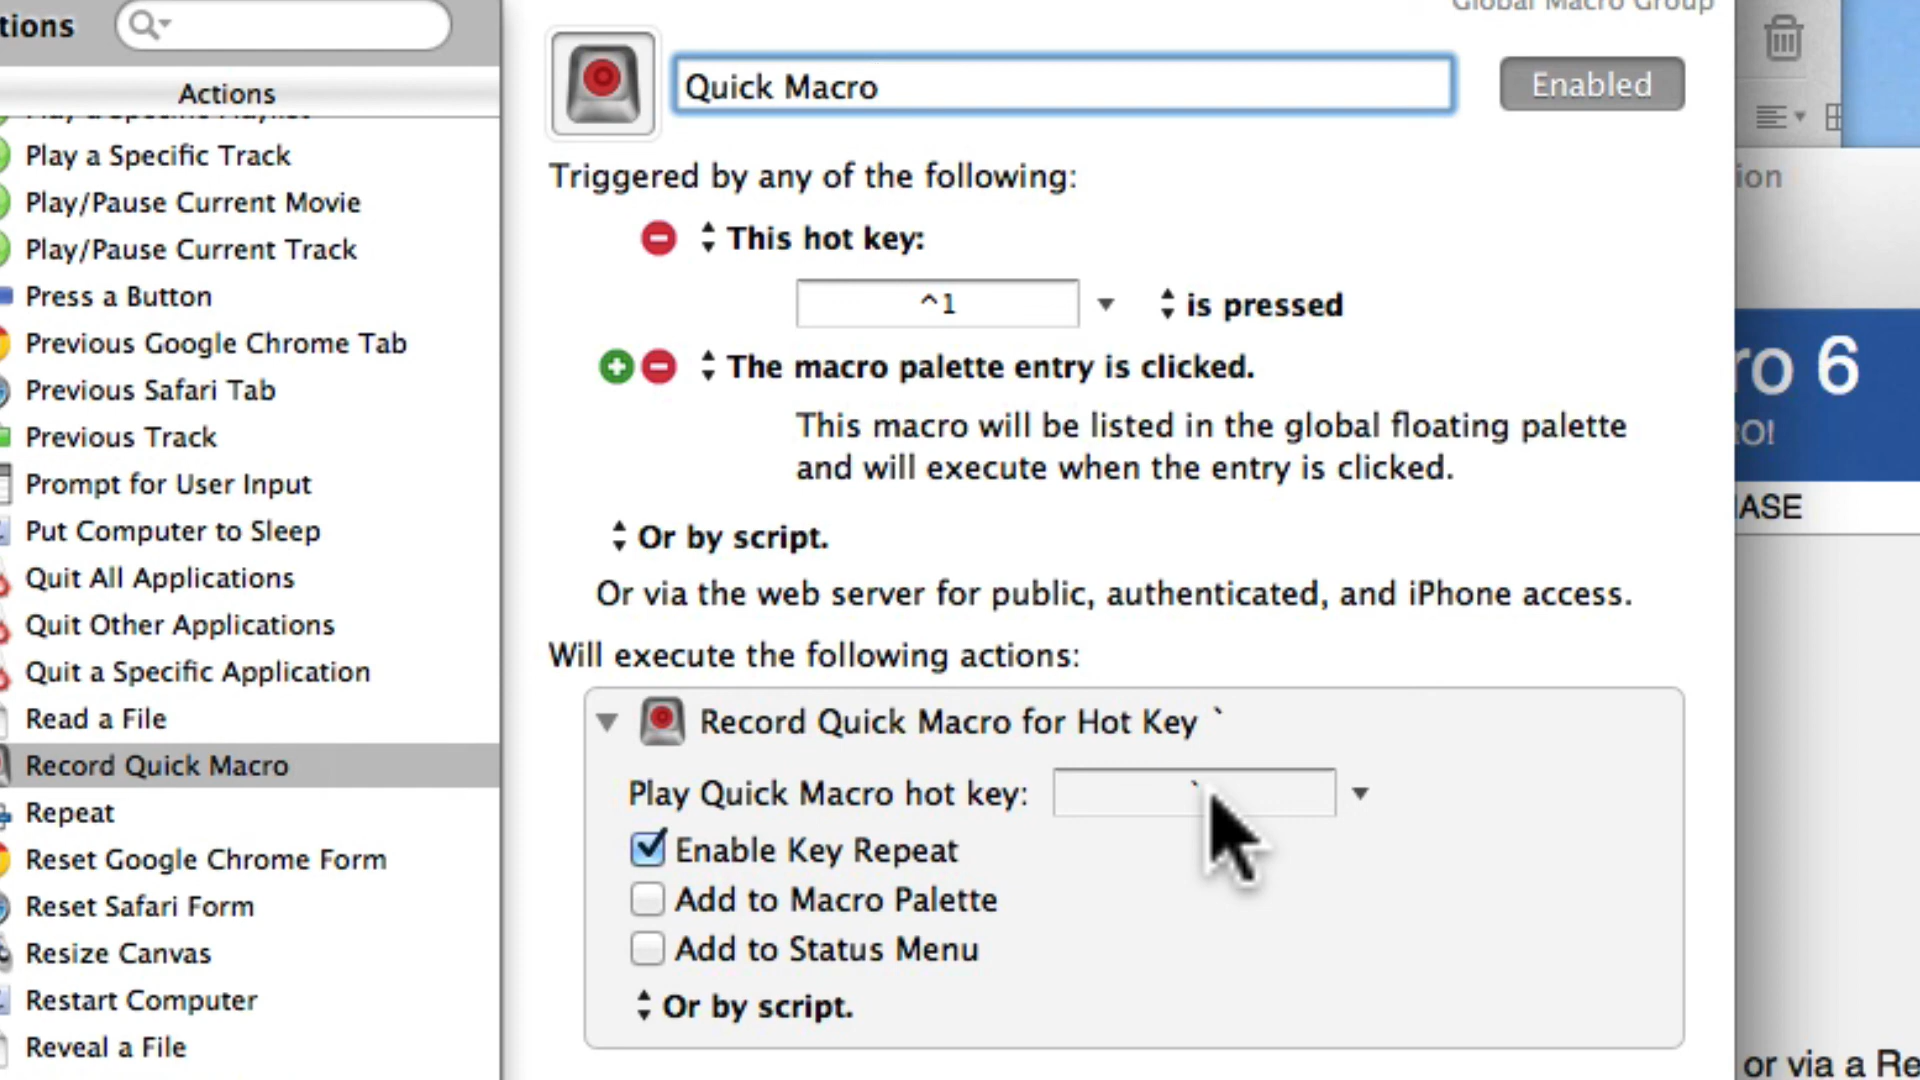 tions
Actions
Play a Specific Playlist
Play a Specific Track
Play/Pause Current Movie
Play/Pause Current Track
Press a Button
Previous Google Chrome Tab
Previous Safari Tab
Previous Track
Prompt for User Input
Put Computer to Sleep
Quit All Applications
Quit Other Applications
Quit a Specific Application
Read a File
Record Quick Macro
Repeat
Reset Google Chrome Form
Reset Safari Form
Resize Canvas
Restart Computer
Reveal a File
Global Macro Group
Quick Macro
Enabled
Triggered by any of the following:
This hot key:
^1
is pressed
The macro palette entry is clicked.
This macro will be listed in the global floating palette
and will execute when the entry is clicked.
Or by script.
Or via the web server for public, authenticated, and iPhone access.
Will execute the following actions:
Record Quick Macro for Hot Key `
Play Quick Macro hot key: `
Enable Key Repeat
Add to Macro Palette
Add to Status Menu
Or by script.
ion
ro 6
RO!
ASE
or via a Re